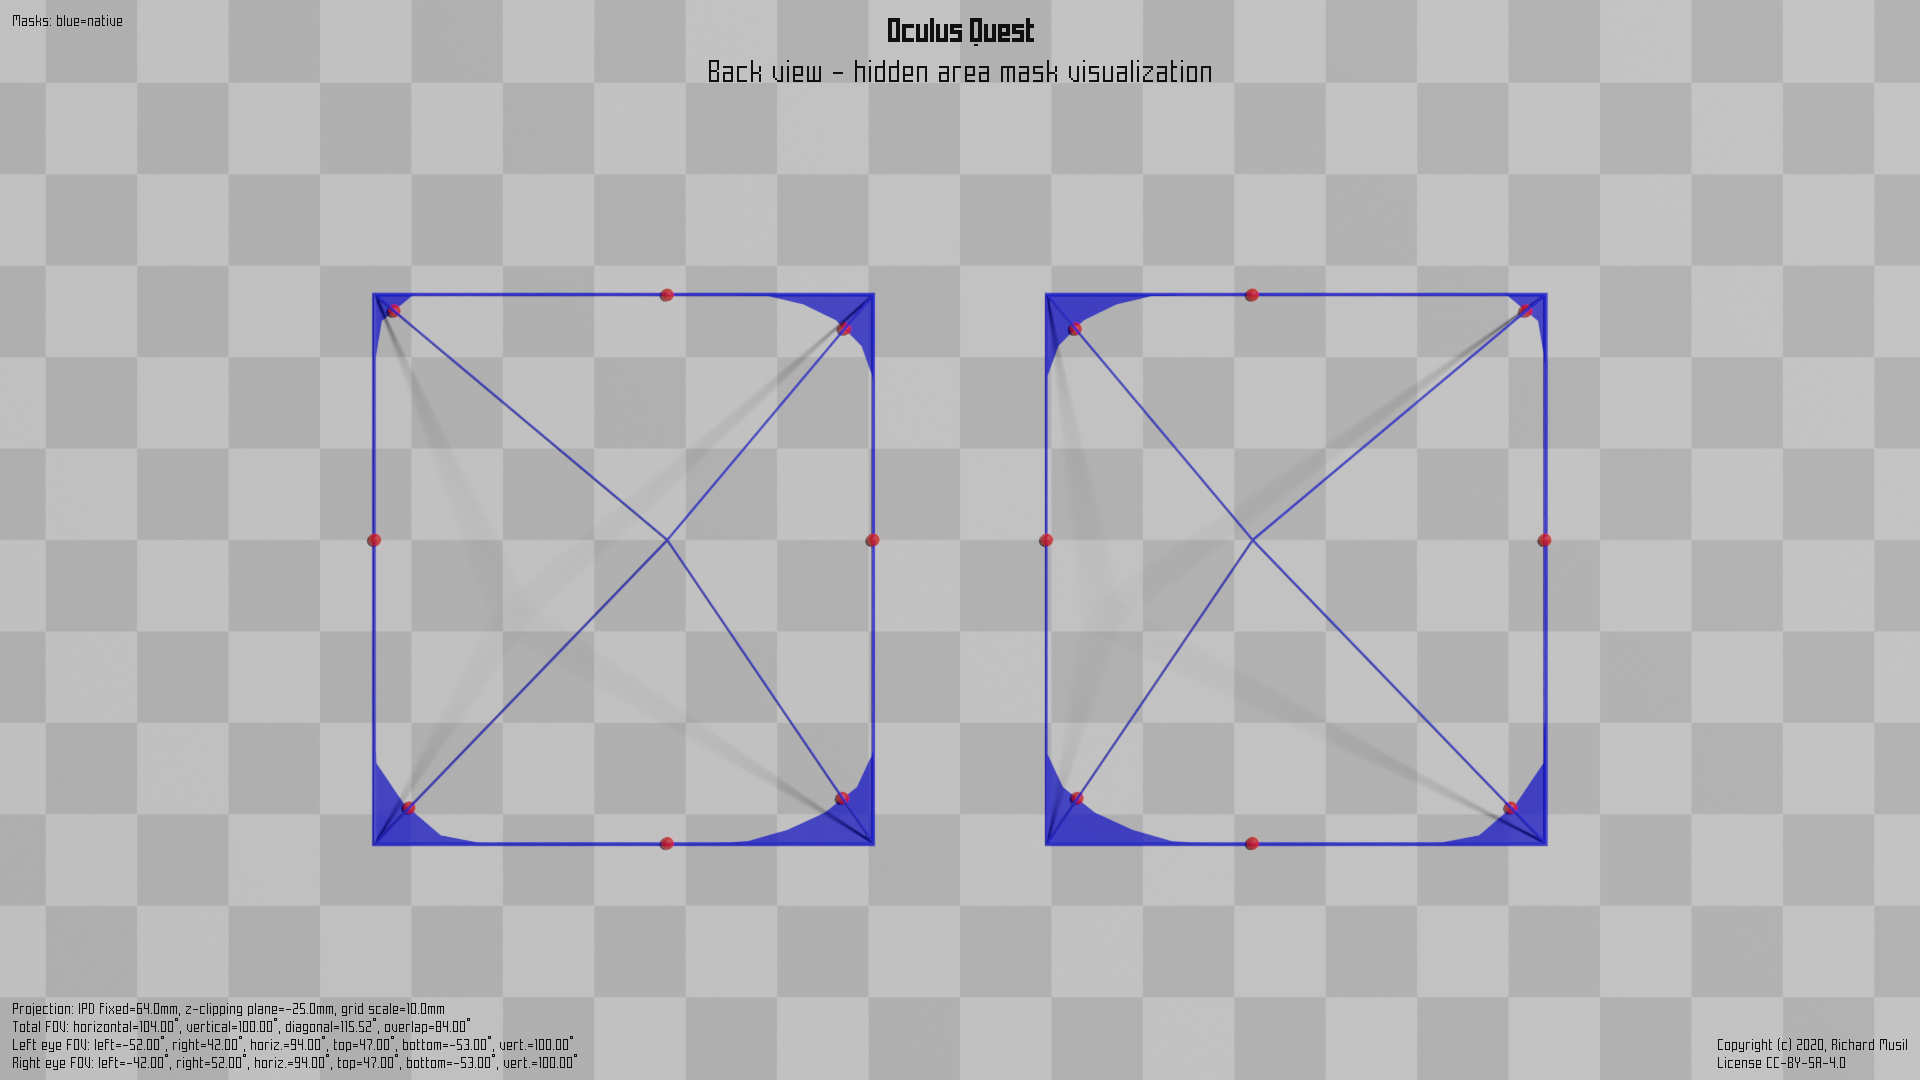 Masks: blue=native
Oculus Quest
Back view - hidden area mask visualization
Projection: IPD fixed=64.0mm, z-clipping plane=-25.0mm, grid scale=10.0mm
Total FOV: horizontal=104.00°, vertical=100.00°, diagonal=115.52°, overlap=84.00°
Left eye FOV: left=-52.00°, right=42.00°, horiz.=94.00°, top=47.00°, bottom=-53.00°, vert.=100.00°
Right eye FOV: left=-42.00°, right=52.00°, horiz.=94.00°, top=47.00°, bottom=-53.00°, vert.=100.00°
Copyright (c) 2020, Richard Musil
License CC-BY-SA-4.0